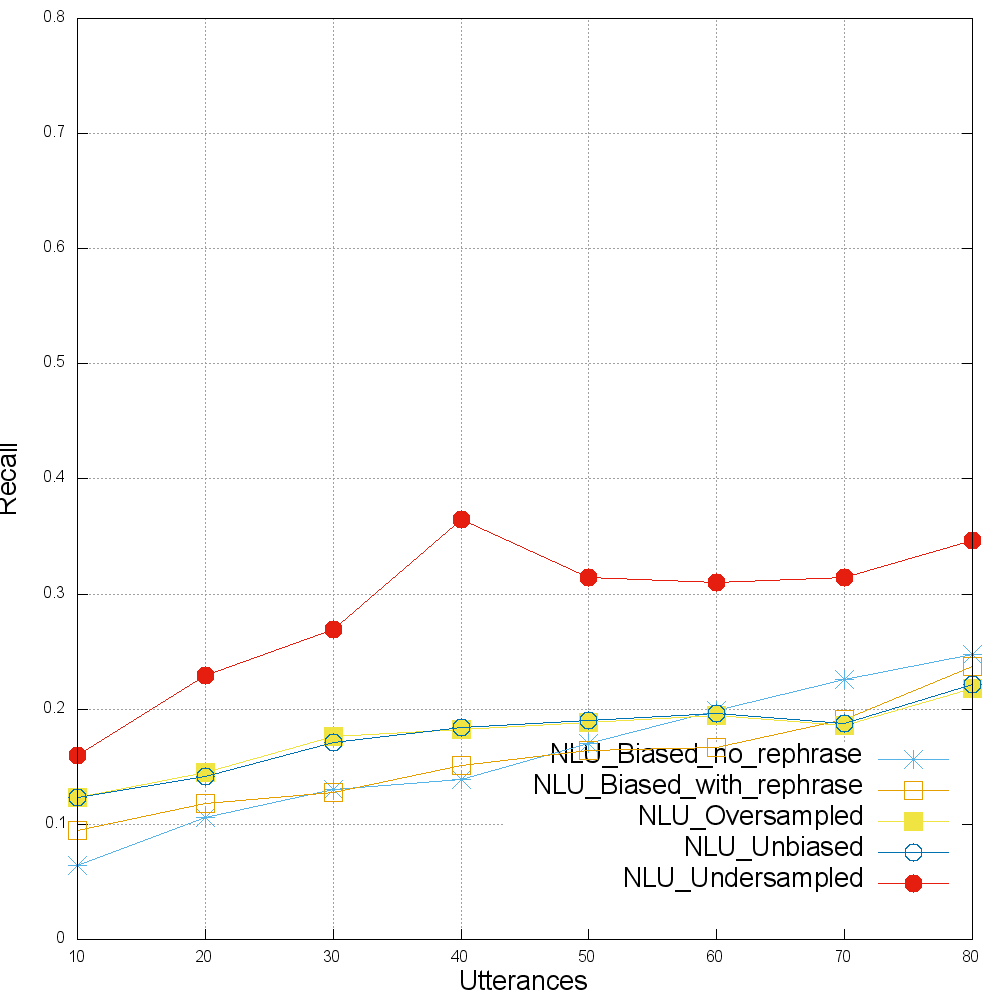 0.8
0.7
0.6
0.5
0.4
0.3
0.2
0.1
0
Recall
NLU_Biased_no_rephrase
NLU_Biased_with_rephrase
NLU_Oversampled
NLU_Unbiased
NLU_Undersampled
10 20 30 40 50 60 70 80
Utterances